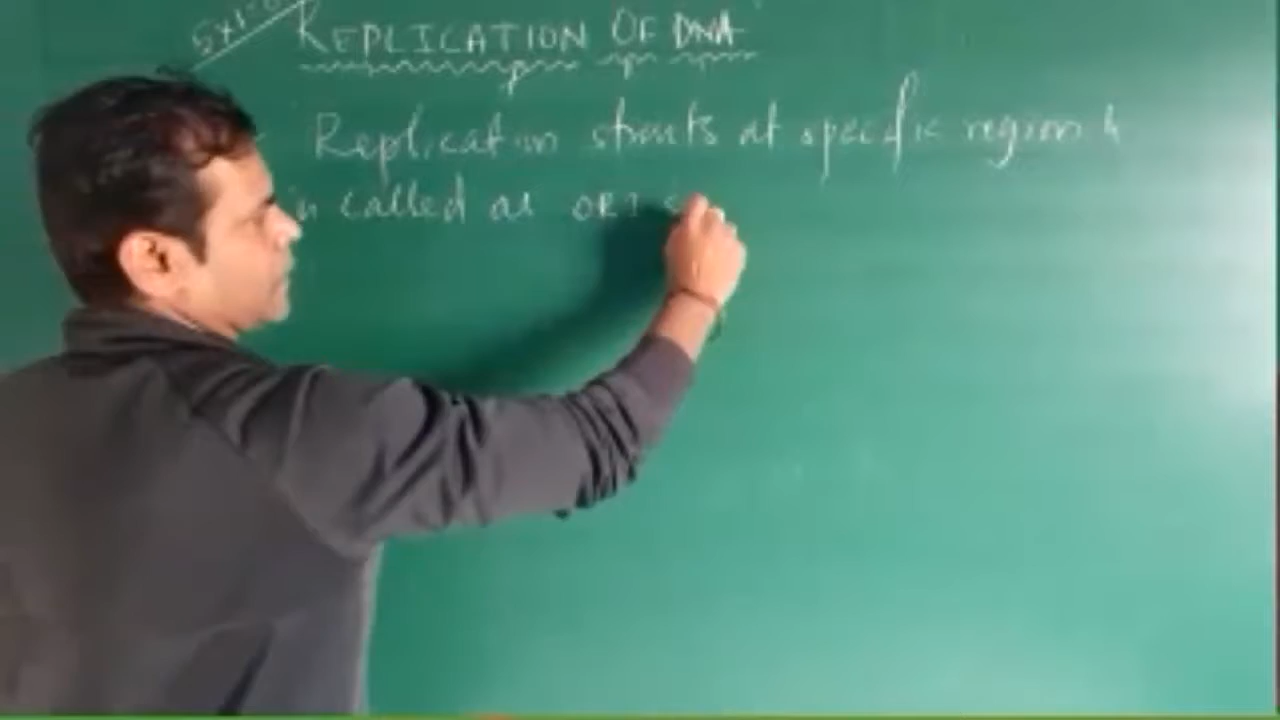 REPLICATION OF DNA
Replication starts at specific region &
is called as ORI